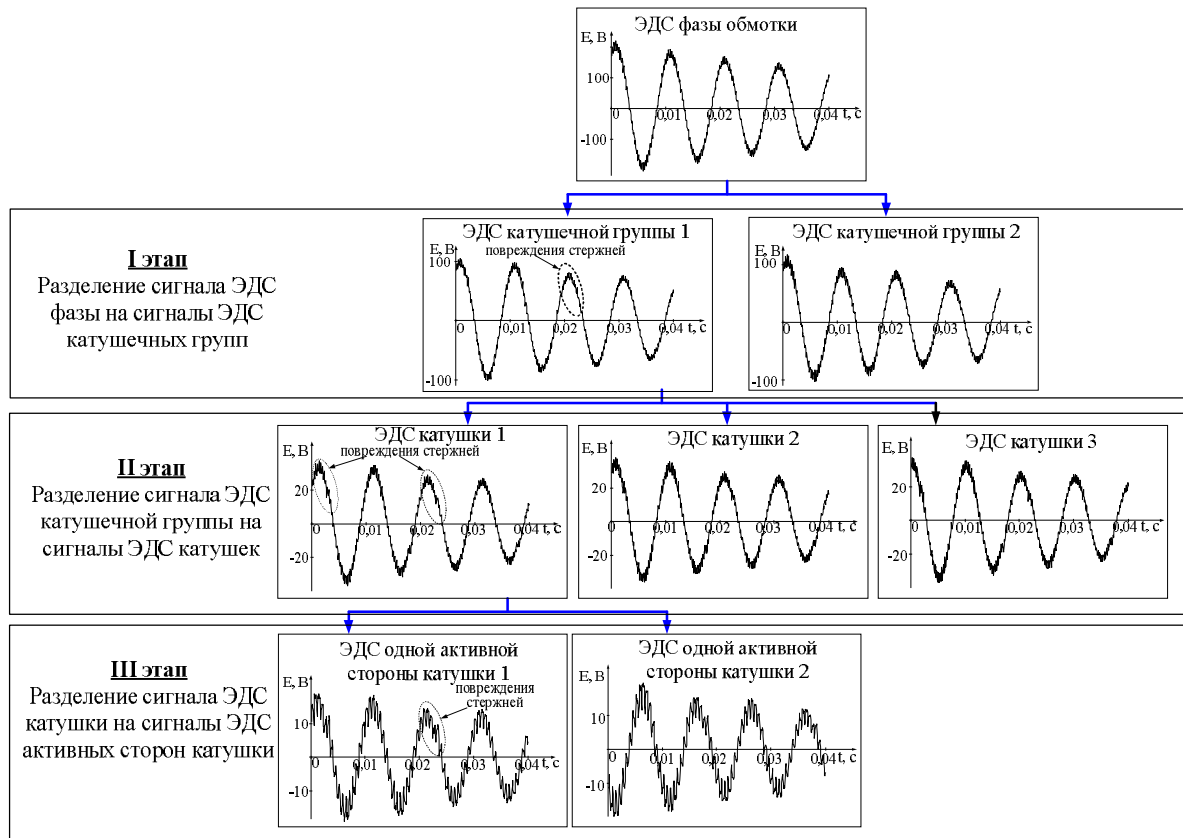 ЭДС фазы обмотки
E, В
100
0
0,01
0,02
0,03
0,04
t, с
-100
I этап
Разделение сигнала ЭДС
фазы на сигналы ЭДС
катушечных групп
ЭДС катушечной группы 1
повреждения стержней
E, В
100
0
0,01
0,02
0,03
0,04
t, с
-100
ЭДС катушечной группы 2
E, В
100
0
0,01
0,02
0,03
0,04
t, с
-100
II этап
Разделение сигнала ЭДС
катушечной группы на
сигналы ЭДС катушек
ЭДС катушки 1
повреждения стержней
E, В
20
0
0,01
0,02
0,03
0,04
t, с
-20
ЭДС катушки 2
E, В
20
0
0,01
0,02
0,03
0,04
t, с
-20
ЭДС катушки 3
E, В
20
0
0,01
0,02
0,03
0,04
t, с
-20
III этап
Разделение сигнала ЭДС
катушки на сигналы ЭДС
активных сторон катушки
ЭДС одной активной
стороны катушки 1
повреждения
стержней
E, В
10
0
0,01
0,02
0,03
0,04
t, с
-10
ЭДС одной активной
стороны катушки 2
E, В
10
0
0,01
0,02
0,03
0,04
t, с
-10